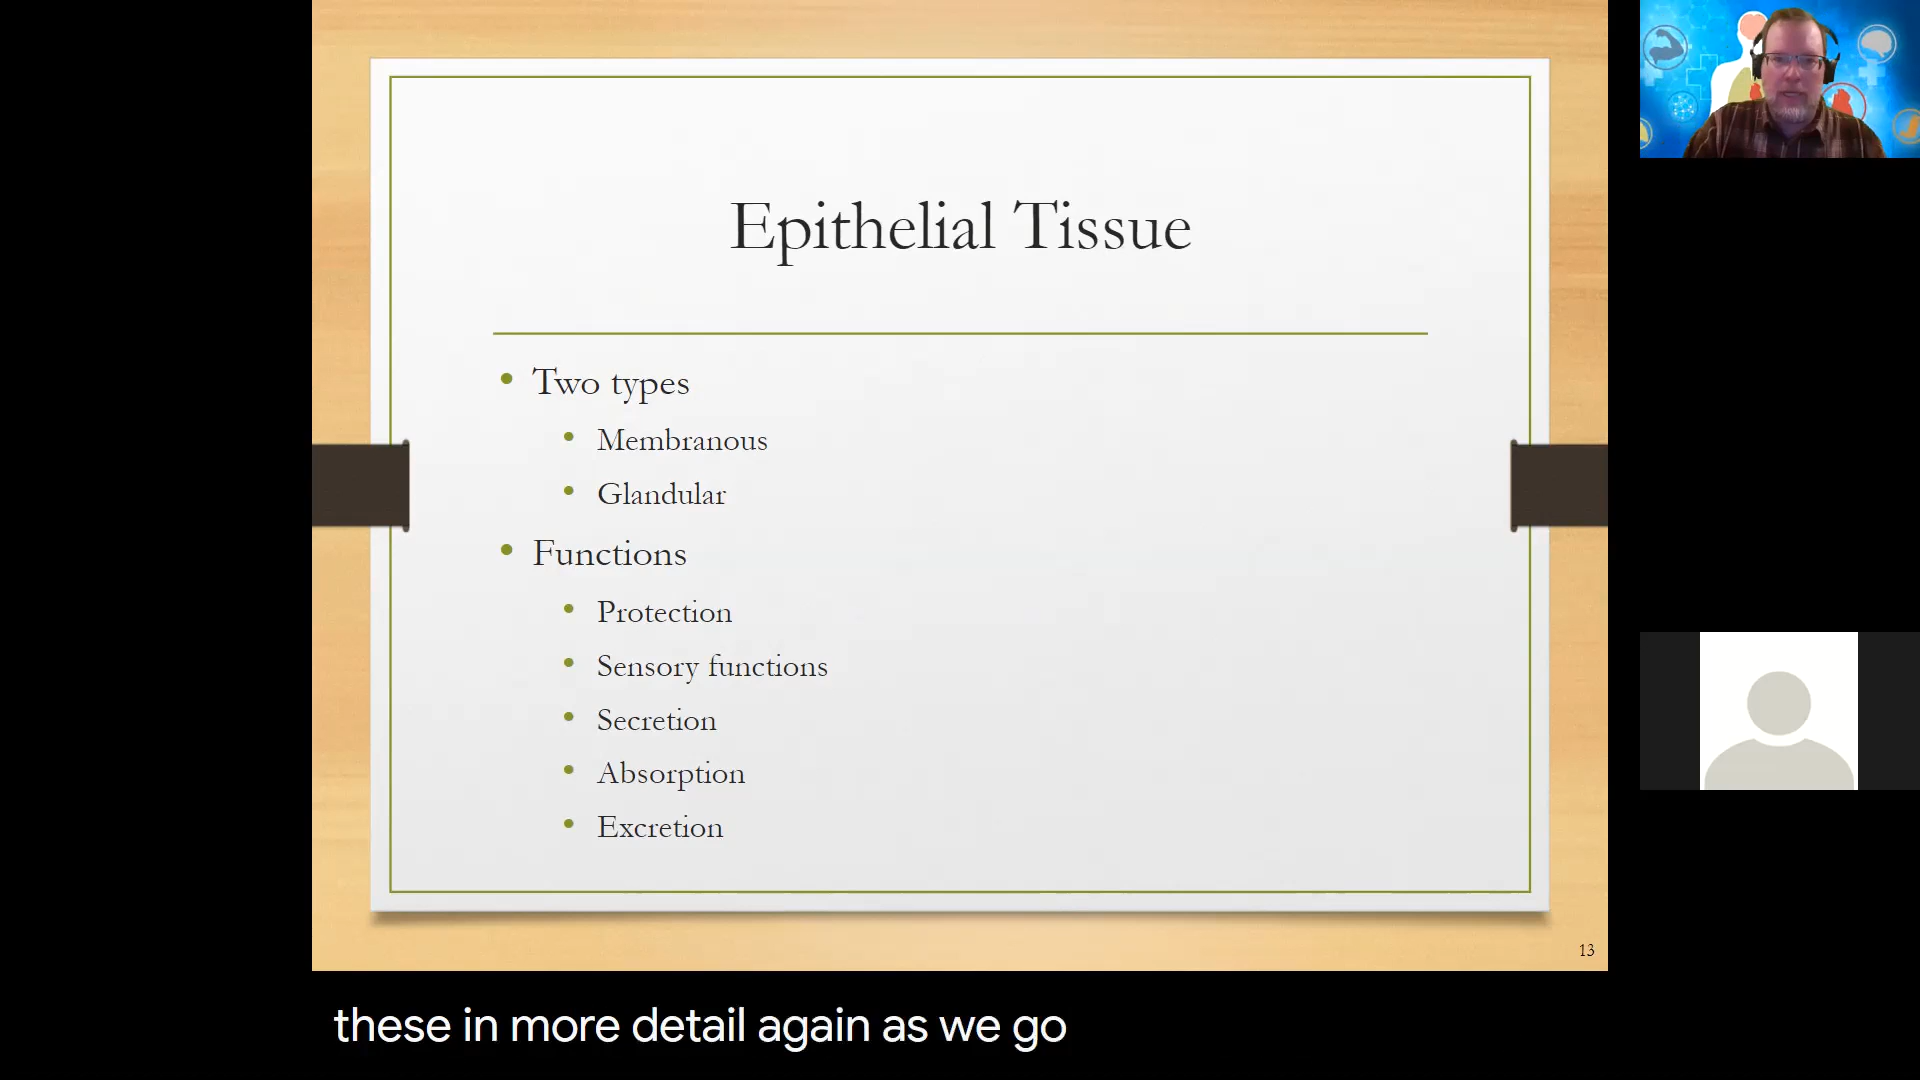 Epithelial Tissue
• Two types
• Membranous
• Glandular
• Functions
• Protection
• Sensory functions
• Secretion
• Absorption
• Excretion
13
these in more detail again as we go